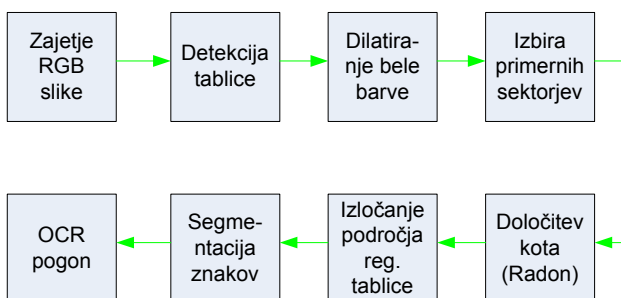 Zajetje
RGB
slike
Detekcija
tablice
Dilatira-
nje bele
barve
Izbira
primernih
sektorjev
Določitev
kota
(Radon)
Izločanje
področja
reg.
tablice
Segme-
ntacija
znakov
OCR
pogon